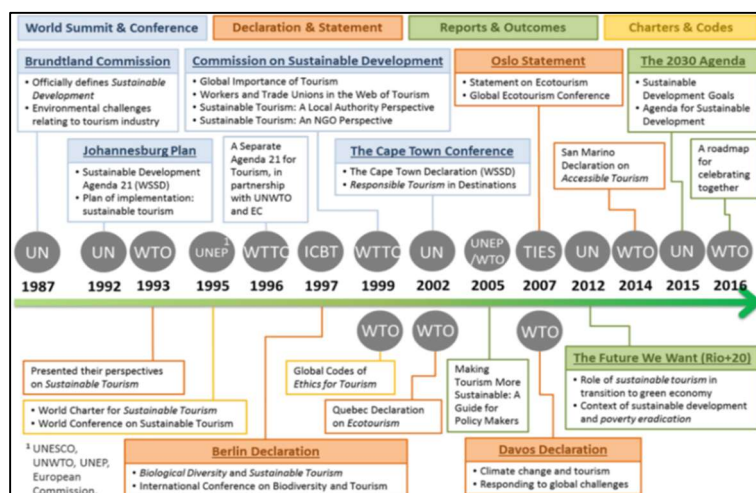 World Summit & Conference
Declaration & Statement
Reports & Outcomes
Charters & Codes
Brundtland Commission
• Officially defines Sustainable
Development
• Environmental challenges
relating to tourism industry
Commission on Sustainable Development
• Global Importance of Tourism
• Workers and Trade Unions in the Web of Tourism
• Sustainable Tourism: A Local Authority Perspective
• Sustainable Tourism: An NGO Perspective
Oslo Statement
• Statement on Ecotourism
• Global Ecotourism Conference
The 2030 Agenda
• Sustainable
Development Goals
• Agenda for Sustainable
Development
Johannesburg Plan
• Sustainable Development
Agenda 21 (WSSD)
• Plan of implementation:
sustainable tourism
A Separate
Agenda 21 for
Tourism, in
partnership
with UNWTO
and EC
The Cape Town Conference
• The Cape Town Declaration (WSSD)
• Responsible Tourism in Destinations
San Marino
Declaration on
Accessible Tourism
A roadmap
for
celebrating
together
UN
UN
WTO
UNEP 1
WTTC
ICBT
WTTC
UN
UNEP
/WTO
TIES
UN
WTO
UN
WTO
1987
1992
1993
1995
1996
1997
1999
2002
2005
2007
2012
2014
2015
2016
WTO
WTO
WTO
Presented their perspectives
on Sustainable Tourism
• World Charter for Sustainable Tourism
• World Conference on Sustainable Tourism
Global Codes of
Ethics for Tourism
Quebec Declaration
on Ecotourism
Making
Tourism More
Sustainable: A
Guide for
Policy Makers
The Future We Want (Rio+20)
• Role of sustainable tourism in
transition to green economy
• Context of sustainable development
and poverty eradication
1 UNESCO,
UNWTO, UNEP,
European
Commission,
Berlin Declaration
• Biological Diversity and Sustainable Tourism
• International Conference on Biodiversity and Tourism
Davos Declaration
• Climate change and tourism
• Responding to global challenges